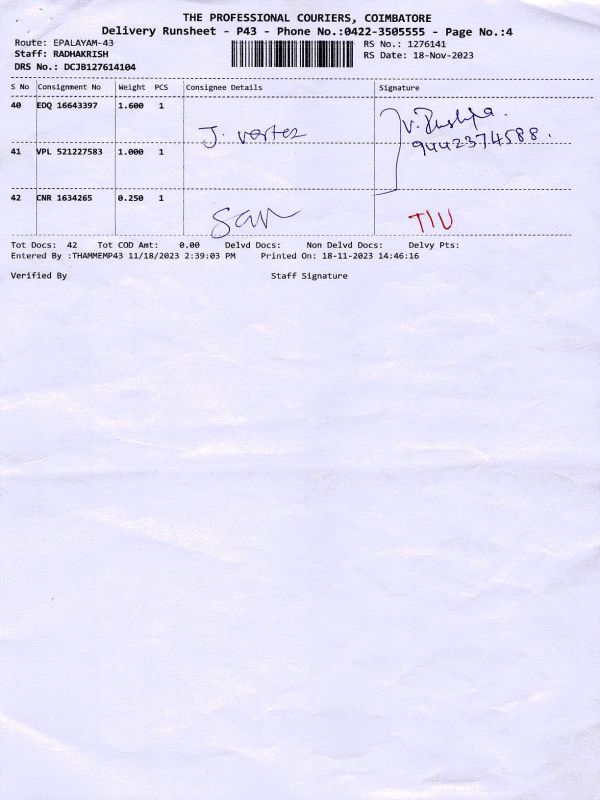 THE PROFESSIONAL COURIERS, COIMBATORE
Delivery Runsheet - P43 - Phone No.:0422-3505555 - Page No.:4
Route: EPALAYAM-43 RS No.: 1276141
Staff: RADHAKRISH RS Date: 18-Nov-2023
DRS No.: DCJB127614104
S No Consignment No Weight PCS Consignee Details Signature
40 EDQ 16643397 1.600 1
J. vertez 9442374588.
41 VPL 521227583 1.000 1
42 CNR 1634265 0.250 1
San
Tot Docs: 42 Tot COD Amt: 0.00 Delvd Docs: Non Delvd Docs: Delvy Pts:
Entered By :THAMMEMP43 11/18/2023 2:39:03 PM Printed On: 18-11-2023 14:46:16
Verified By Staff Signature